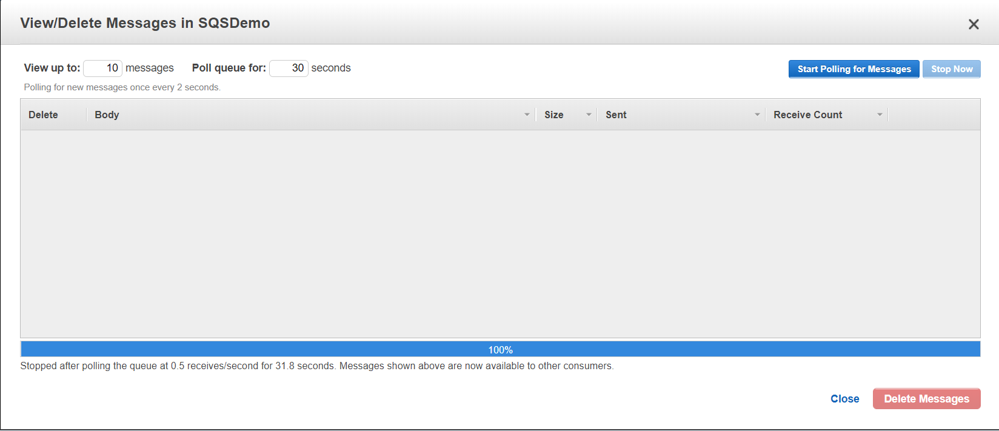 View/Delete Messages in SQSDemo
View up to: 10 messages Poll queue for: 30 seconds
Start Polling for Messages Stop Now
Polling for new messages once every 2 seconds.
Delete Body Size Sent Receive Count
100%
Stopped after polling the queue at 0.5 receives/second for 31.8 seconds. Messages shown above are now available to other consumers.
Close Delete Messages